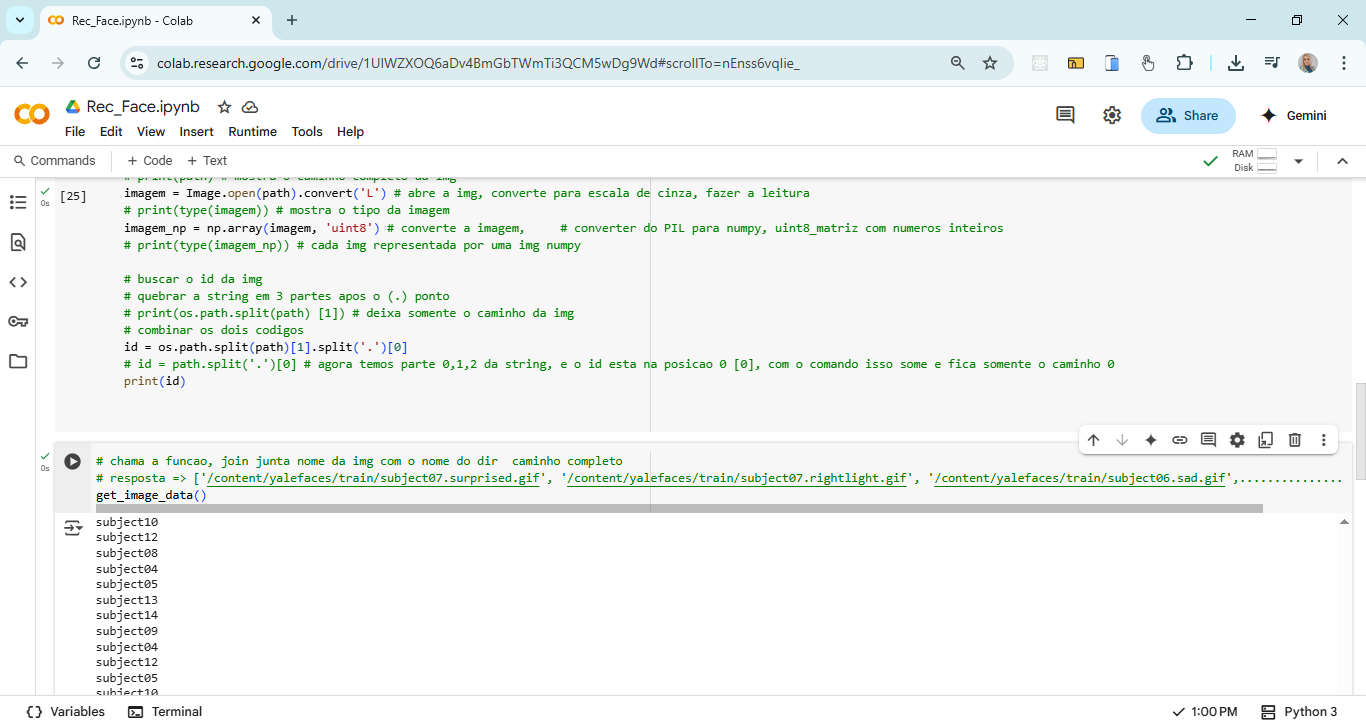 Rec_Face.ipynb - Colab
colab.research.google.com/drive/1UIWZXOQ6aDv4BmGbTWmTi3QCM5wDg9Wd#scrollTo=nEnss6vqIie_
Rec_Face.ipynb
File Edit View Insert Runtime Tools Help
Share
Gemini
Commands + Code + Text
RAM
Disk
# print(path) # mostra o caminho completo da img
[25]
0s
imagem = Image.open(path).convert('L') # abre a img, converte para escala de cinza, fazer a leitura
# print(type(imagem)) # mostra o tipo da imagem
imagem_np = np.array(imagem, 'uint8') # converte a imagem, # converter do PIL para numpy, uint8_matriz com numeros inteiros
# print(type(imagem_np)) # cada img representada por uma img numpy
# buscar o id da img
# quebrar a string em 3 partes apos o (.) ponto
# print(os.path.split(path) [1]) # deixa somente o caminho da img
# combinar os dois codigos
id = os.path.split(path)[1].split('.')[0]
# id = path.split('.')[0] # agora temos parte 0,1,2 da string, e o id esta na posicao 0 [0], com o comando isso some e fica somente o caminho 0
print(id)
0s
# chama a funcao, join junta nome da img com o nome do dir  caminho completo
# resposta => ['/content/yalefaces/train/subject07.surprised.gif', '/content/yalefaces/train/subject07.rightlight.gif', '/content/yalefaces/train/subject06.sad.gif',...............
get_image_data()
subject10
subject12
subject08
subject04
subject05
subject13
subject14
subject09
subject04
subject12
subject05
subject10
Variables Terminal
1:00 PM Python 3